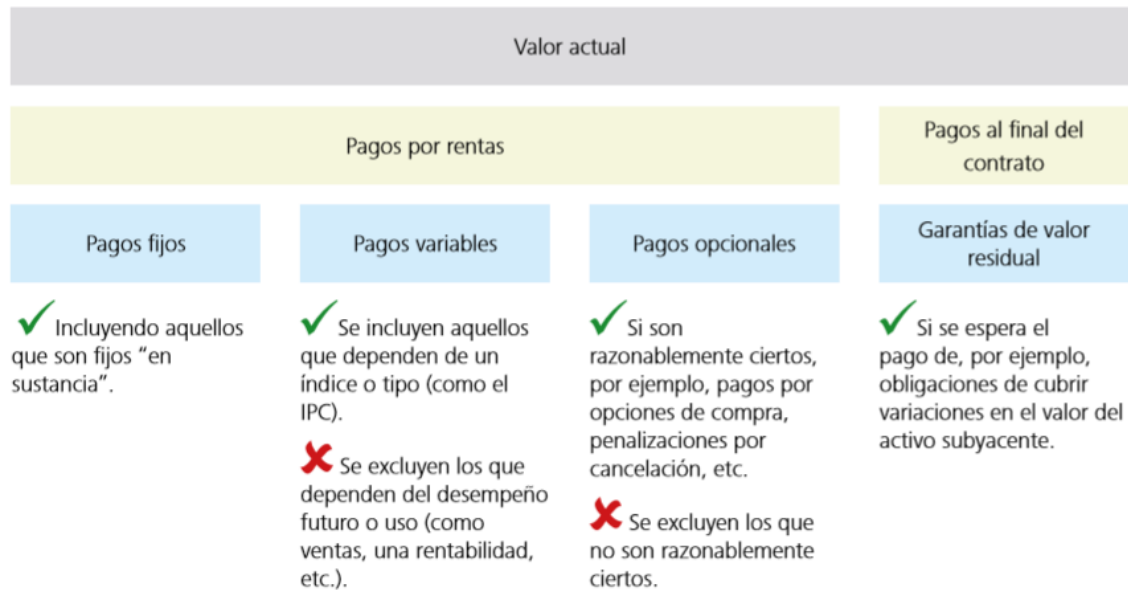 Valor actual
Pagos por rentas
Pagos al final del
contrato
Pagos fijos
Pagos variables
Pagos opcionales
Garantías de valor
residual
Incluyendo aquellos
que son fijos “en
sustancia”.
Se incluyen aquellos
que dependen de un
índice o tipo (como el
IPC).
Se excluyen los que
dependen del desempeño
futuro o uso (como
ventas, una rentabilidad,
etc.).
Si son
razonablemente ciertos,
por ejemplo, pagos por
opciones de compra,
penalizaciones por
cancelación, etc.
Se excluyen los que
no son razonablemente
ciertos.
Si se espera el
pago de, por ejemplo,
obligaciones de cubrir
variaciones en el valor del
activo subyacente.